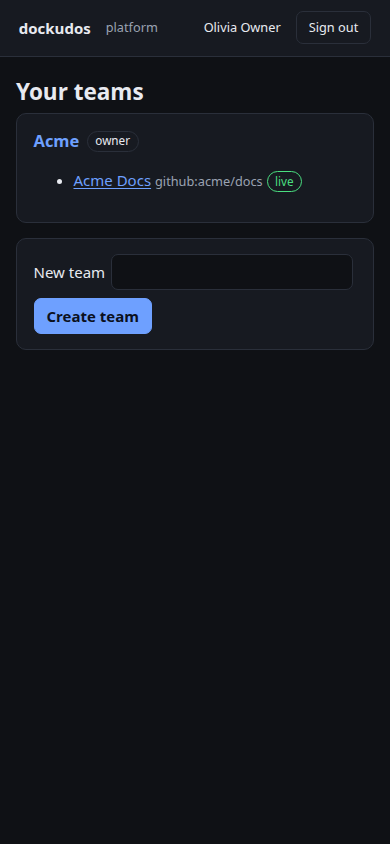 dockudos platform Olivia Owner Sign out
Your teams
Acme owner
Acme Docs github:acme/docs live
New team
Create team